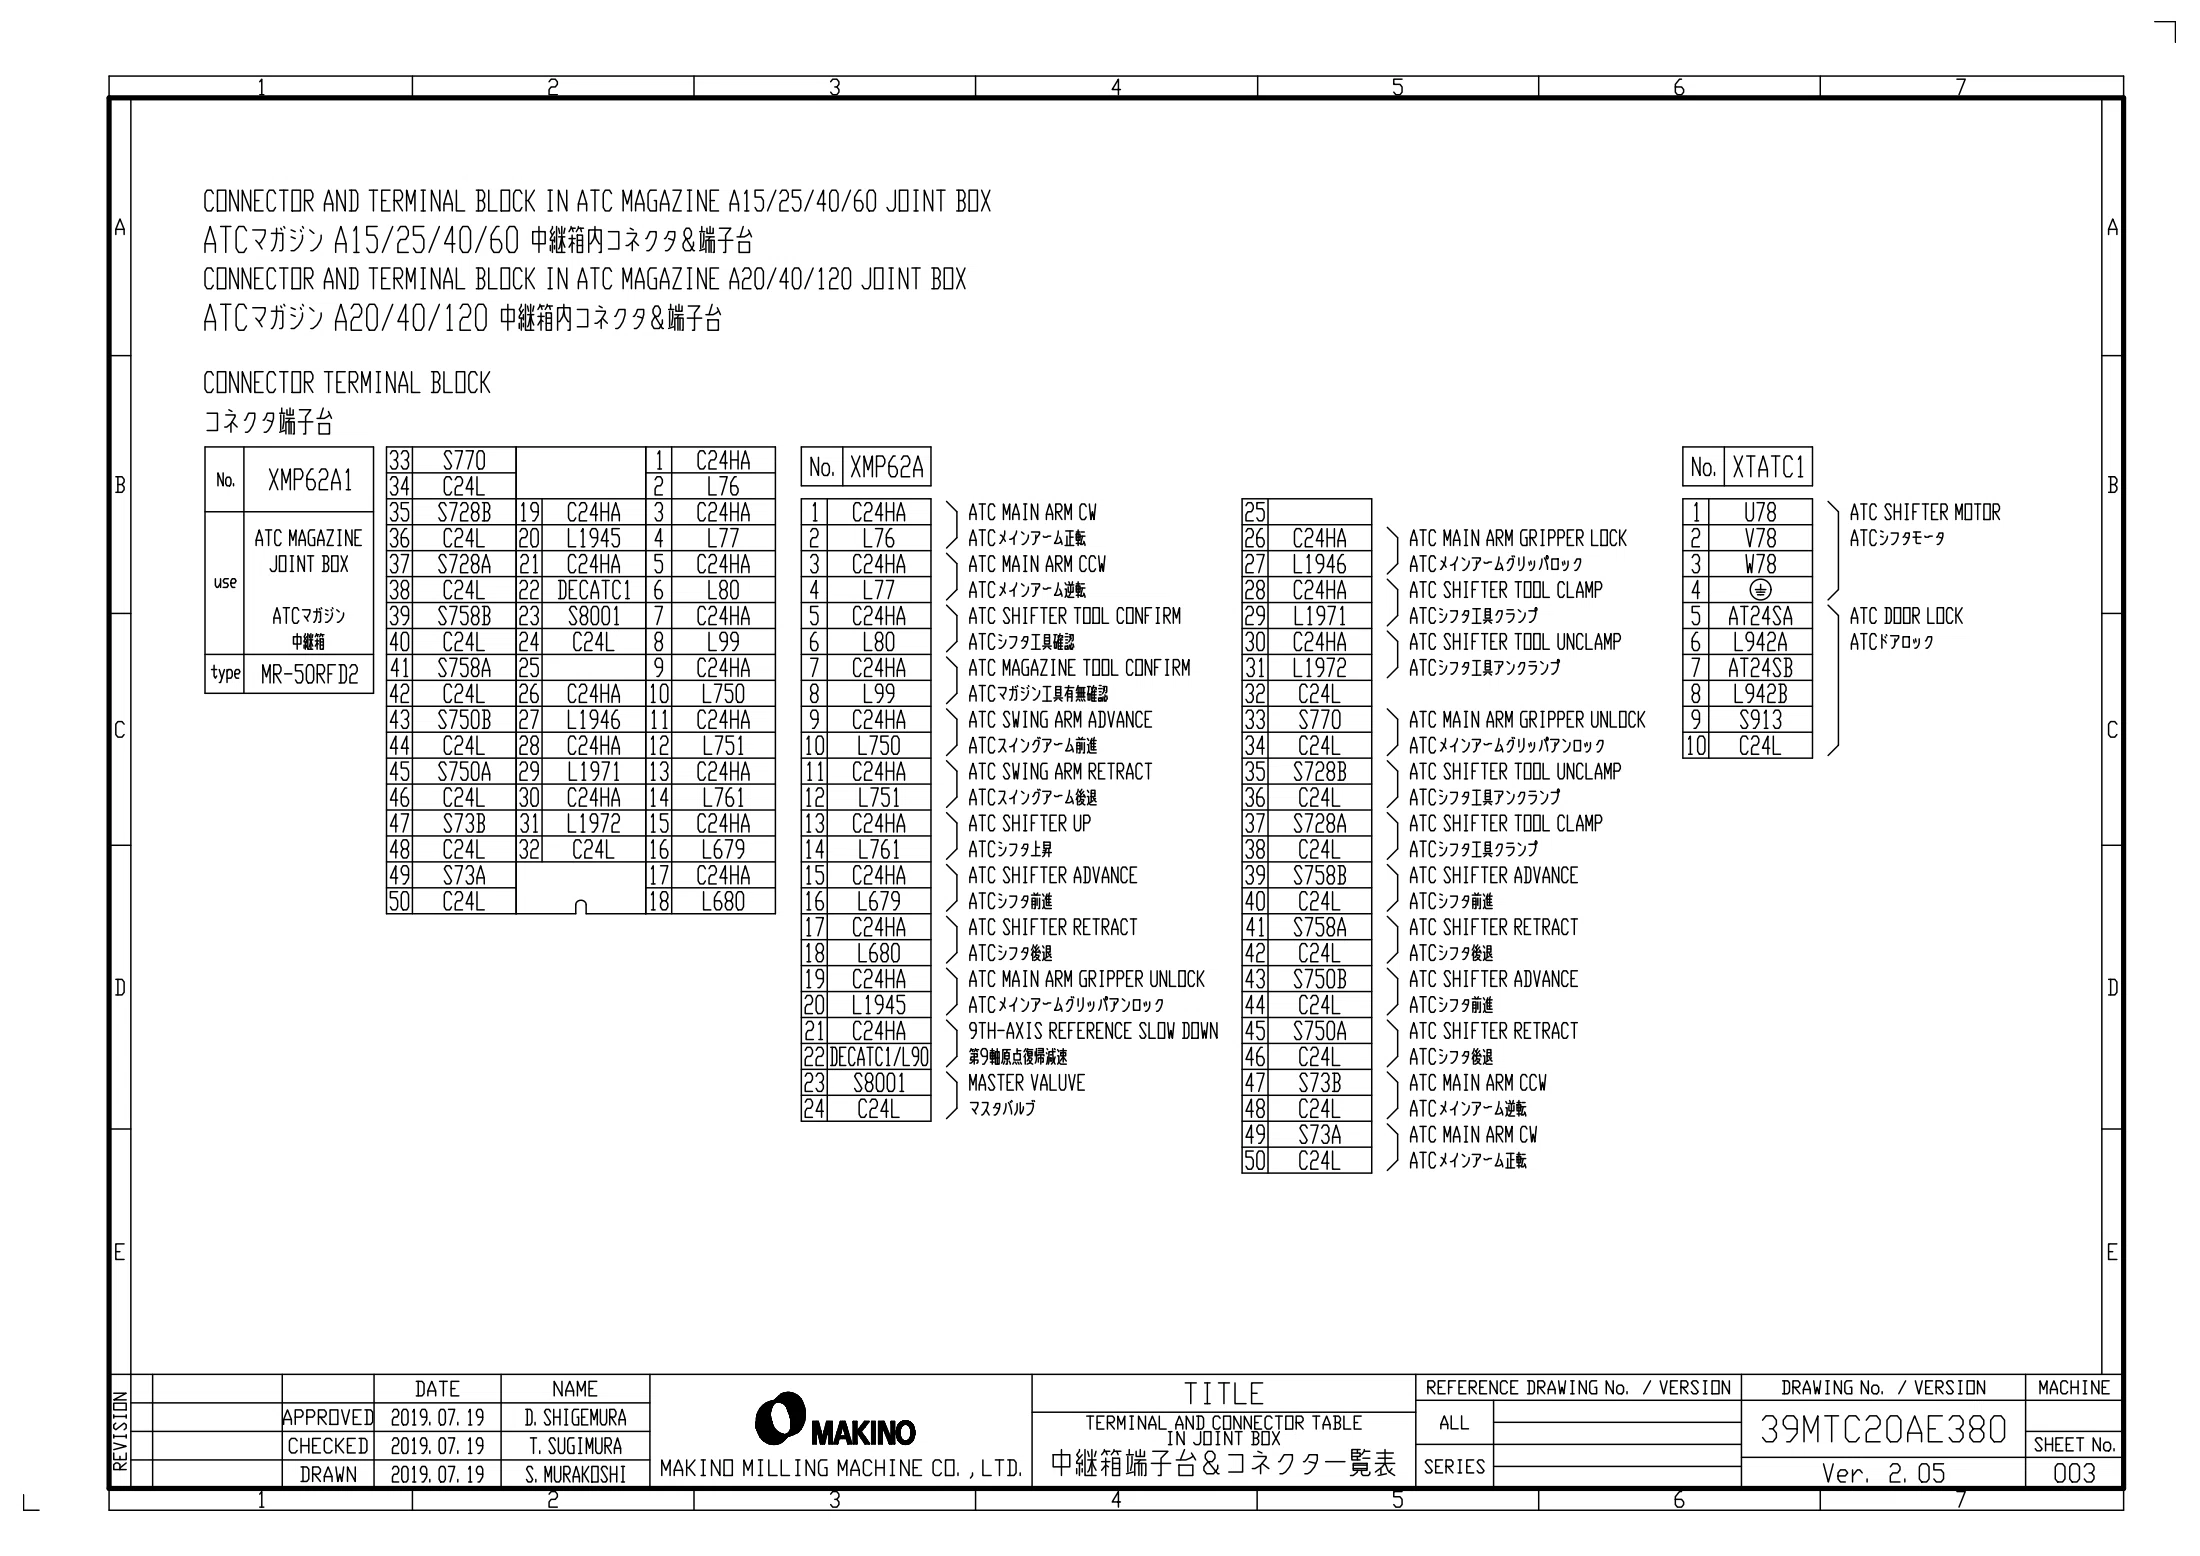 1 2 3 4 5 6 7
A A
B B
C C
D D
E E
CONNECTOR AND TERMINAL BLOCK IN ATC MAGAZINE A15/25/40/60 JOINT BOX
ATCマガジン A15/25/40/60 中継箱内コネクタ&端子台
CONNECTOR AND TERMINAL BLOCK IN ATC MAGAZINE A20/40/120 JOINT BOX
ATCマガジン A20/40/120 中継箱内コネクタ&端子台
CONNECTOR TERMINAL BLOCK
コネクタ端子台
No. XMP62A1
use
ATC MAGAZINE
JOINT BOX
ATCマガジン
中継箱
type MR-50RFD2
33 S770 1 C24HA
34 C24L 2 L76
35 S728B 19 C24HA 3 C24HA
36 C24L 20 L1945 4 L77
37 S728A 21 C24HA 5 C24HA
38 C24L 22 DECATC1 6 L80
39 S758B 23 S8001 7 C24HA
40 C24L 24 C24L 8 L99
41 S758A 25 9 C24HA
42 C24L 26 C24HA 10 L750
43 S750B 27 L1946 11 C24HA
44 C24L 28 C24HA 12 L751
45 S750A 29 L1971 13 C24HA
46 C24L 30 C24HA 14 L761
47 S73B 31 L1972 15 C24HA
48 C24L 32 C24L 16 L679
49 S73A 17 C24HA
50 C24L 18 L680
No. XMP62A
1 C24HA ATC MAIN ARM CW
2 L76 ATCメインアーム正転
3 C24HA ATC MAIN ARM CCW
4 L77 ATCメインアーム逆転
5 C24HA ATC SHIFTER TOOL CONFIRM
6 L80 ATCシフタ工具確認
7 C24HA ATC MAGAZINE TOOL CONFIRM
8 L99 ATCマガジン工具有無確認
9 C24HA ATC SWING ARM ADVANCE
10 L750 ATCスイングアーム前進
11 C24HA ATC SWING ARM RETRACT
12 L751 ATCスイングアーム後退
13 C24HA ATC SHIFTER UP
14 L761 ATCシフタ上昇
15 C24HA ATC SHIFTER ADVANCE
16 L679 ATCシフタ前進
17 C24HA ATC SHIFTER RETRACT
18 L680 ATCシフタ後退
19 C24HA ATC MAIN ARM GRIPPER UNLOCK
20 L1945 ATCメインアームグリッパアンロック
21 C24HA 9TH-AXIS REFERENCE SLOW DOWN
22 DECATC1/L90 第9軸原点復帰減速
23 S8001 MASTER VALUVE
24 C24L マスタバルブ
25
26 C24HA ATC MAIN ARM GRIPPER LOCK
27 L1946 ATCメインアームグリッパロック
28 C24HA ATC SHIFTER TOOL CLAMP
29 L1971 ATCシフタ工具クランプ
30 C24HA ATC SHIFTER TOOL UNCLAMP
31 L1972 ATCシフタ工具アンクランプ
32 C24L
33 S770 ATC MAIN ARM GRIPPER UNLOCK
34 C24L ATCメインアームグリッパアンロック
35 S728B ATC SHIFTER TOOL UNCLAMP
36 C24L ATCシフタ工具アンクランプ
37 S728A ATC SHIFTER TOOL CLAMP
38 C24L ATCシフタ工具クランプ
39 S758B ATC SHIFTER ADVANCE
40 C24L ATCシフタ前進
41 S758A ATC SHIFTER RETRACT
42 C24L ATCシフタ後退
43 S750B ATC SHIFTER ADVANCE
44 C24L ATCシフタ前進
45 S750A ATC SHIFTER RETRACT
46 C24L ATCシフタ後退
47 S73B ATC MAIN ARM CCW
48 C24L ATCメインアーム逆転
49 S73A ATC MAIN ARM CW
50 C24L ATCメインアーム正転
No. XTATC1
1 U78 ATC SHIFTER MOTOR
2 V78 ATCシフタモータ
3 W78
4 ⏚
5 AT24SA ATC DOOR LOCK
6 L942A ATCドアロック
7 AT24SB
8 L942B
9 S913
10 C24L
REVISION
DATE NAME
APPROVED 2019.07.19 D.SHIGEMURA
CHECKED 2019.07.19 T.SUGIMURA
DRAWN 2019.07.19 S.MURAKOSHI
MAKINO
MAKINO MILLING MACHINE CO.,LTD.
TITLE
TERMINAL AND CONNECTOR TABLE
IN JOINT BOX
中継箱端子台&コネクタ一覧表
REFERENCE DRAWING No. / VERSION
ALL
SERIES
DRAWING No. / VERSION
39MTC20AE380
Ver. 2.05
MACHINE
SHEET No.
003
1 2 3 4 5 6 7